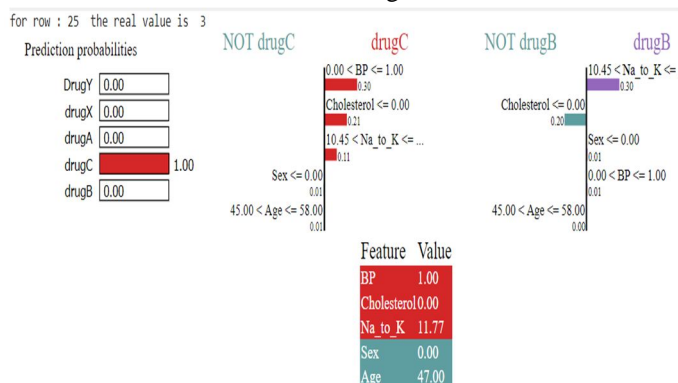 for row : 25 the real value is 3
Prediction probabilities
DrugY 0.00
drugX 0.00
drugA 0.00
drugC 1.00
drugB 0.00
NOT drugC drugC
0.00 < BP <= 1.00
0.30
Cholesterol <= 0.00
0.21
10.45 < Na_to_K <= ...
0.11
Sex <= 0.00
0.01
45.00 < Age <= 58.00
0.01
NOT drugB drugB
10.45 < Na_to_K <=
0.30
Cholesterol <= 0.00
0.20
Sex <= 0.00
0.01
0.00 < BP <= 1.00
0.01
45.00 < Age <= 58.00
0.00
Feature Value
BP 1.00
Cholesterol 0.00
Na_to_K 11.77
Sex 0.00
Age 47.00